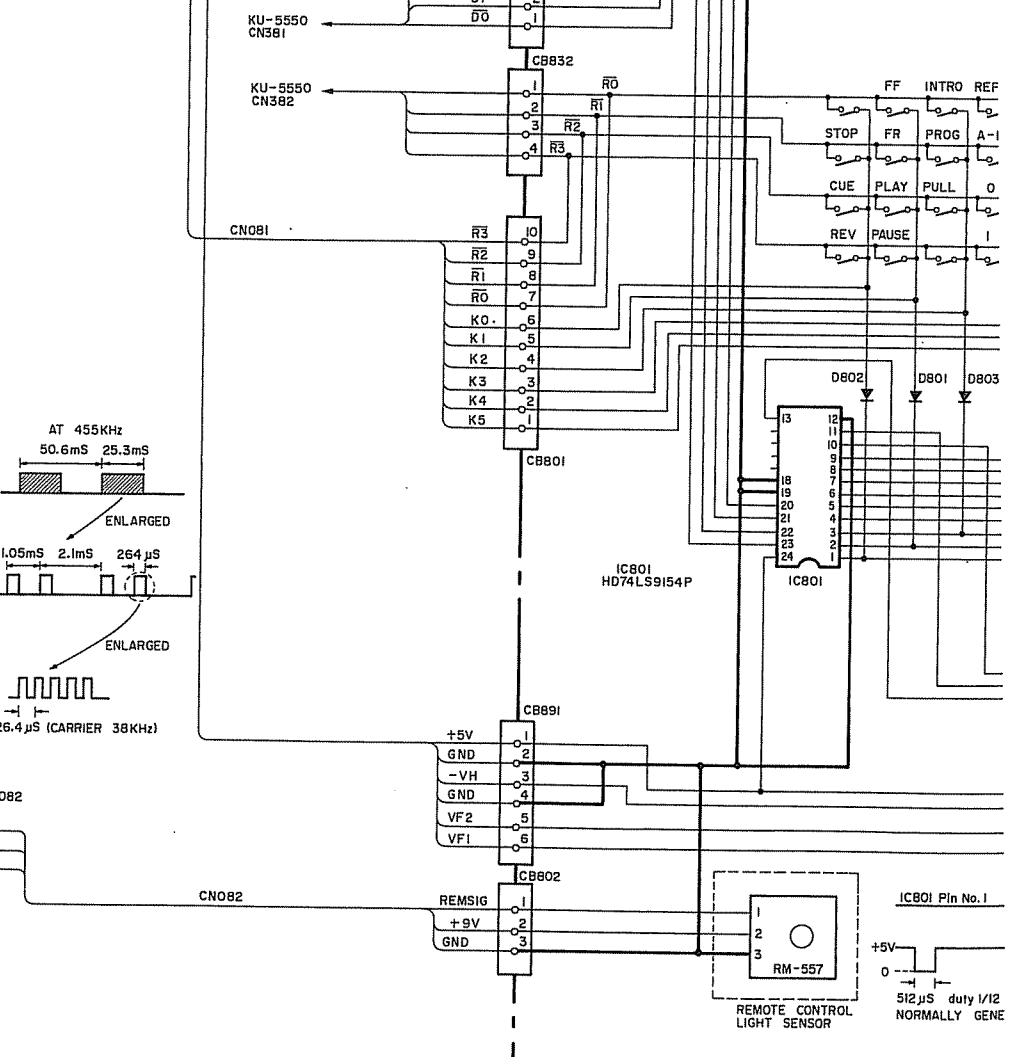 KU-5550
CN381
D0
1
CB832
KU-5550
CN382
1
2
3
4
R0
R1
R2
R3
FF INTRO REF
STOP FR PROG A-
CUE PLAY PULL 0
REV PAUSE 1
CN081
R3 10
R2 9
R1 8
R0 7
K0 6
K1 5
K2 4
K3 3
K4 2
K5 1
CB801
D802 D801 D803
13 12
11
10
9
8
18 7
19 6
20 5
21 4
22 3
23 2
24 1
IC801
IC801
HD74LS9154P
AT 455KHz
50.6mS 25.3mS
ENLARGED
1.05mS 2.1mS 264µS
ENLARGED
26.4µS (CARRIER 38KHz)
CB891
+5V 1
GND 2
-VH 3
GND 4
VF2 5
VF1 6
082
CB802
CN082
REMSIG 1
+9V 2
GND 3
1
2
3
RM-557
REMOTE CONTROL
LIGHT SENSOR
IC801 Pin No.1
+5V
0
512µS duty 1/12
NORMALLY GENE